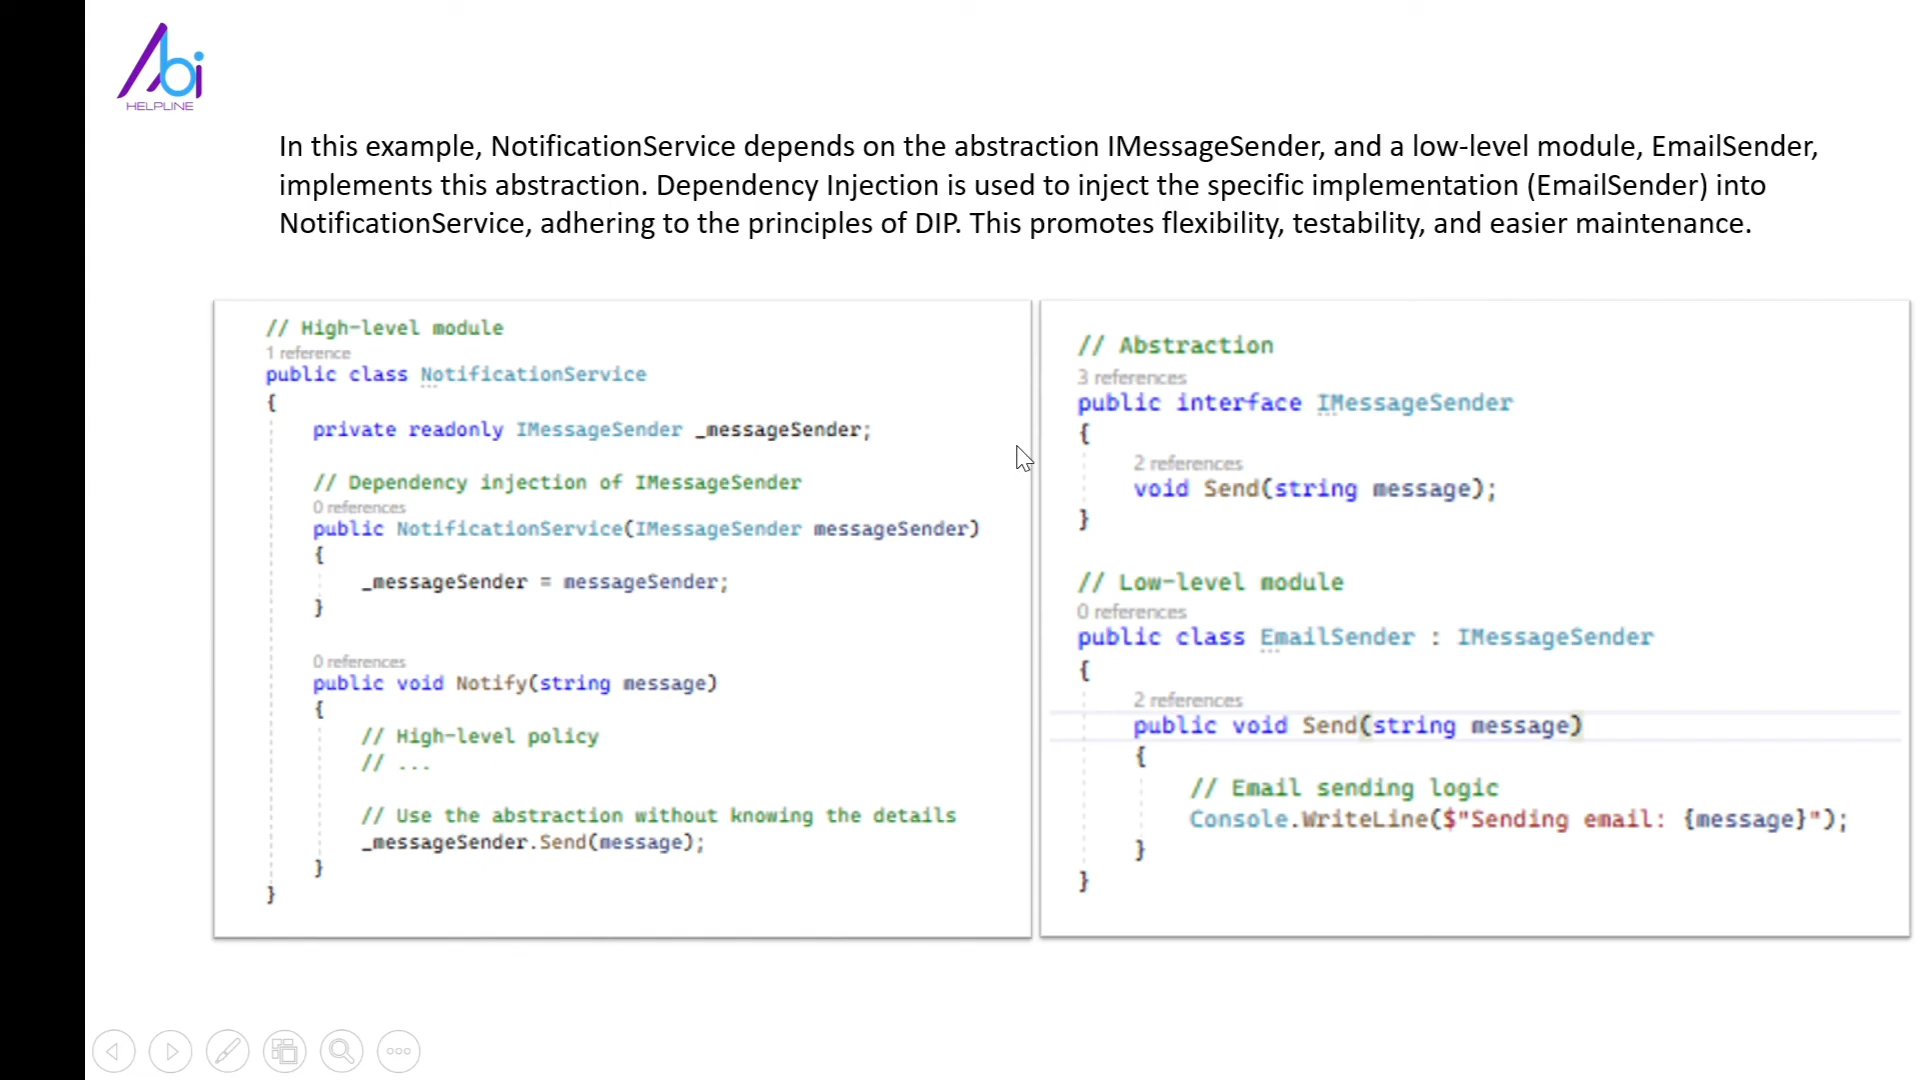 Abi
HELPLINE
In this example, NotificationService depends on the abstraction IMessageSender, and a low-level module, EmailSender,
implements this abstraction. Dependency Injection is used to inject the specific implementation (EmailSender) into
NotificationService, adhering to the principles of DIP. This promotes flexibility, testability, and easier maintenance.
// High-level module
1 reference
public class NotificationService
{
private readonly IMessageSender _messageSender;
// Dependency injection of IMessageSender
0 references
public NotificationService(IMessageSender messageSender)
{
_messageSender = messageSender;
}
0 references
public void Notify(string message)
{
// High-level policy
// ...
// Use the abstraction without knowing the details
_messageSender.Send(message);
}
}
// Abstraction
3 references
public interface IMessageSender
{
2 references
void Send(string message);
}
// Low-level module
0 references
public class EmailSender : IMessageSender
{
2 references
public void Send(string message)
{
// Email sending logic
Console.WriteLine($"Sending email: {message}");
}
}